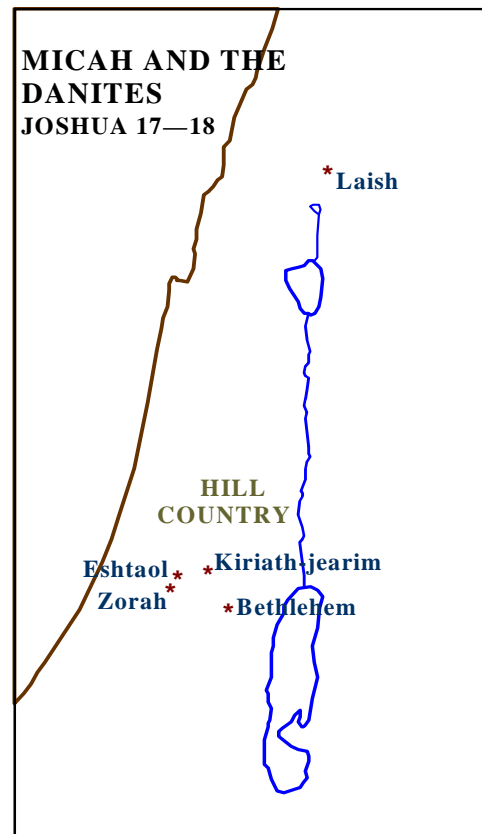 MICAH AND THE
DANITES
JOSHUA 17—18
*Laish
HILL
COUNTRY
Eshtaol*
*Kiriath-jearim
Zorah*
*Bethlehem